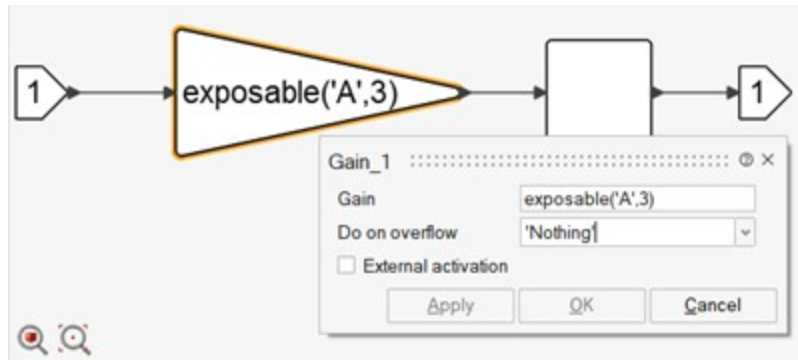 1
exposable('A',3)
1
Gain_1
Gain exposable('A',3)
Do on overflow 'Nothing'
External activation
Apply OK Cancel